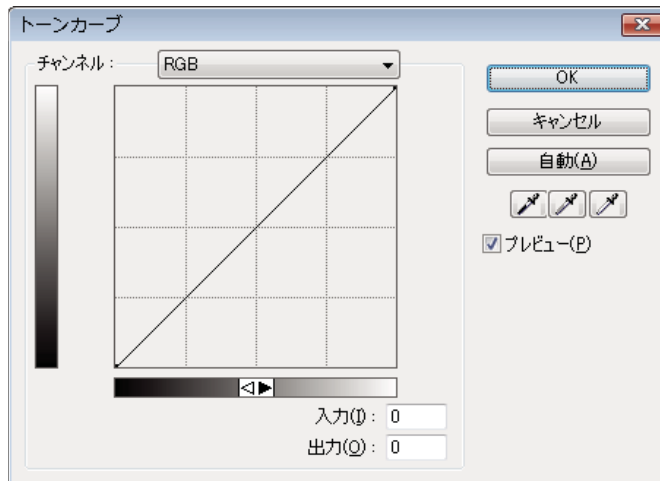 トーンカーブ
チャンネル： RGB
OK
キャンセル
自動(A)
プレビュー(P)
入力(I)： 0
出力(O)： 0